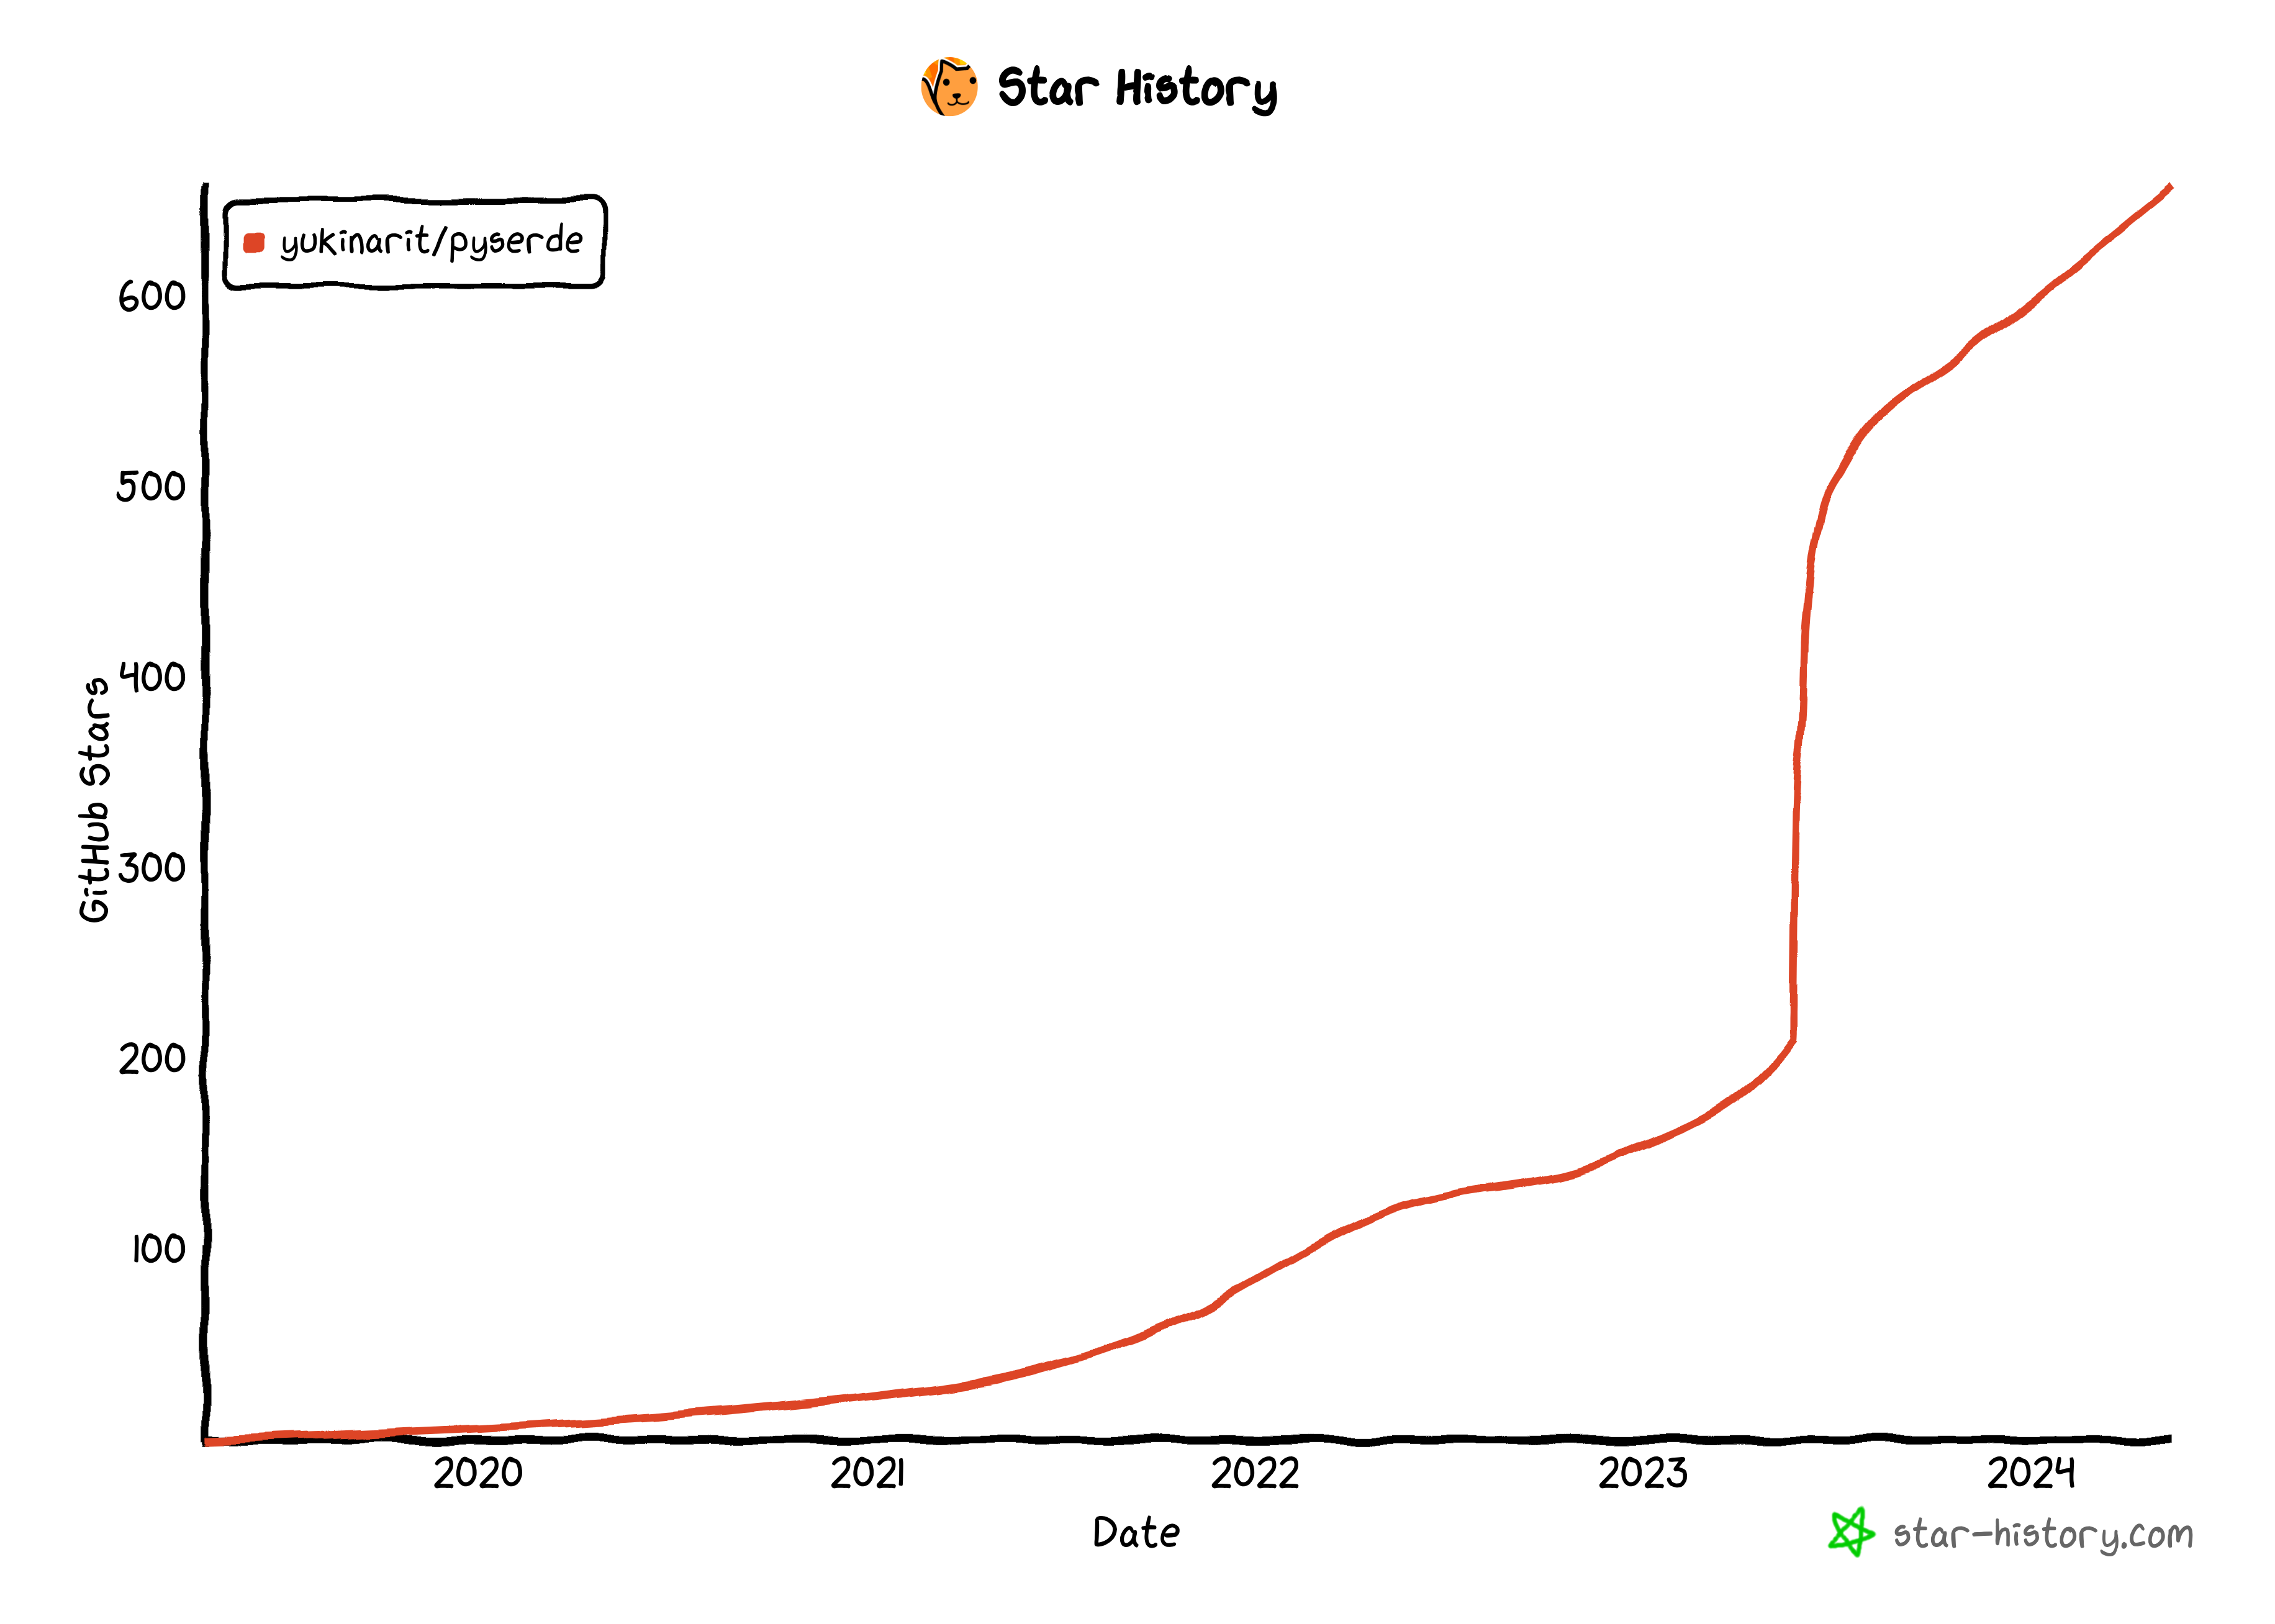 Star History
yukinarit/pyserde
600
500
400
300
200
100
GitHub Stars
2020
2021
2022
2023
2024
Date
star-history.com